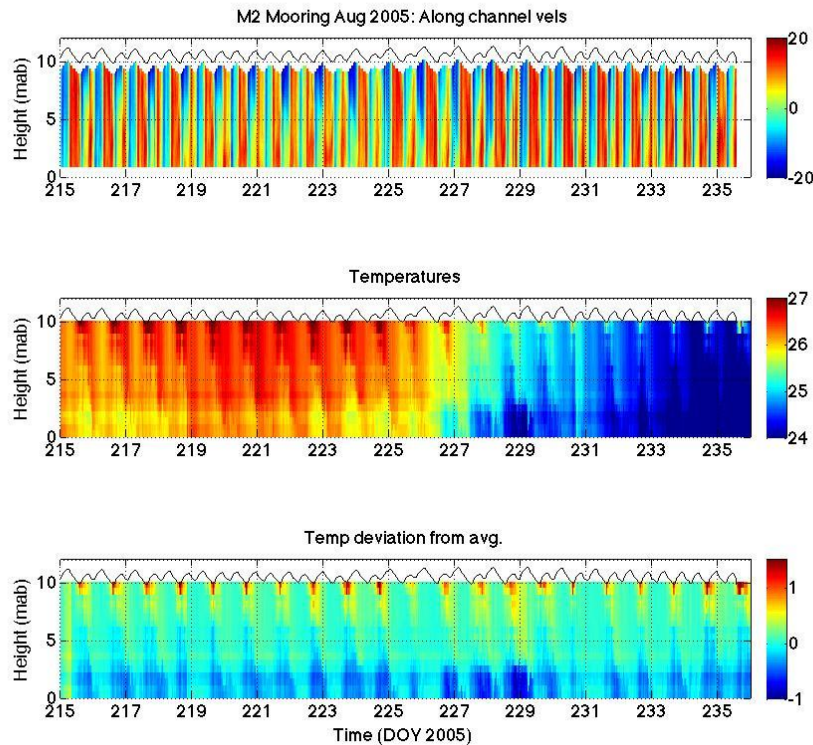 M2 Mooring Aug 2005: Along channel vels
Height (mab)
10
5
0
215 217 219 221 223 225 227 229 231 233 235
20
0
-20
Temperatures
Height (mab)
10
5
0
215 217 219 221 223 225 227 229 231 233 235
27
26
25
24
Temp deviation from avg.
Height (mab)
10
5
0
215 217 219 221 223 225 227 229 231 233 235
Time (DOY 2005)
1
0
-1